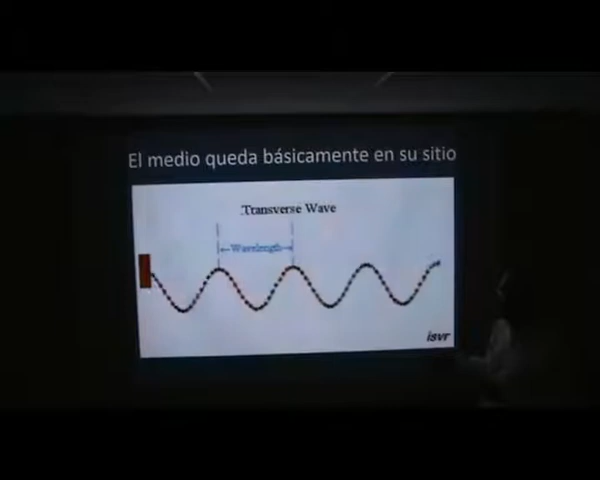 El medio queda básicamente en su sitio
Transverse Wave
Wavelength
isvr